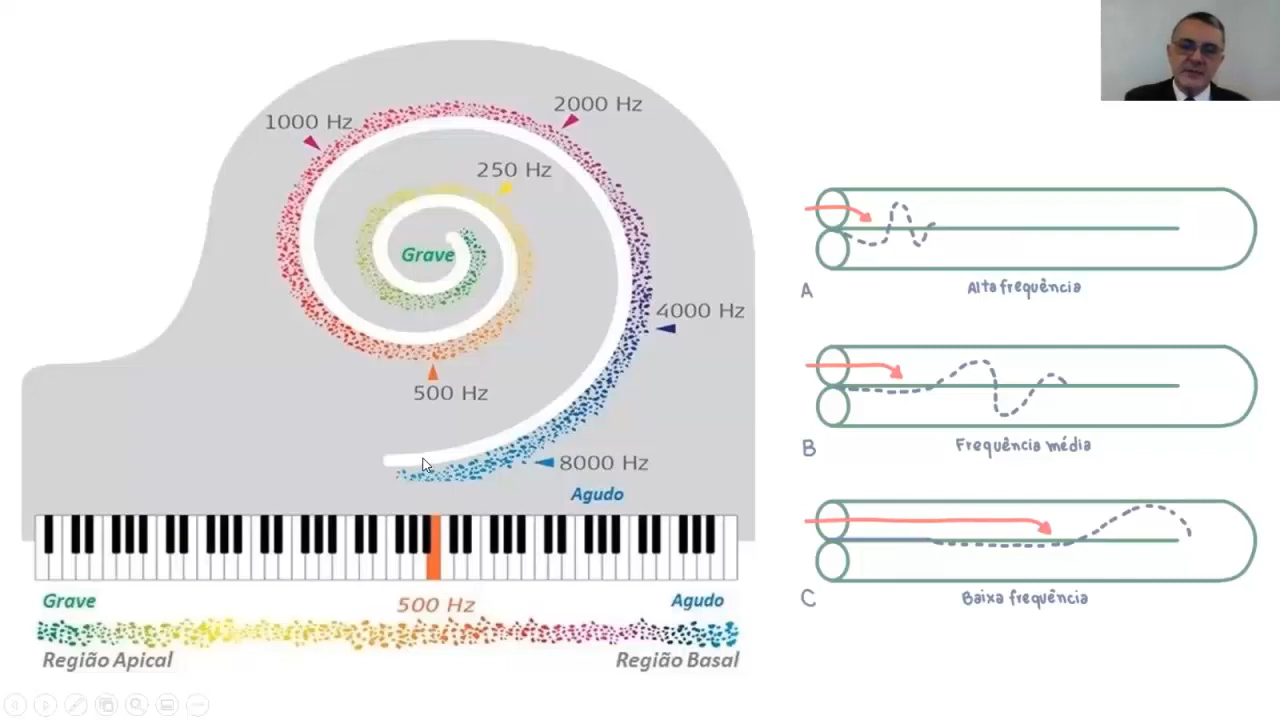 2000 Hz
1000 Hz
250 Hz
Grave
4000 Hz
500 Hz
8000 Hz
Agudo
Grave
500 Hz
Agudo
Região Apical
Região Basal
A
Alta frequência
B
Frequência média
C
Baixa frequência